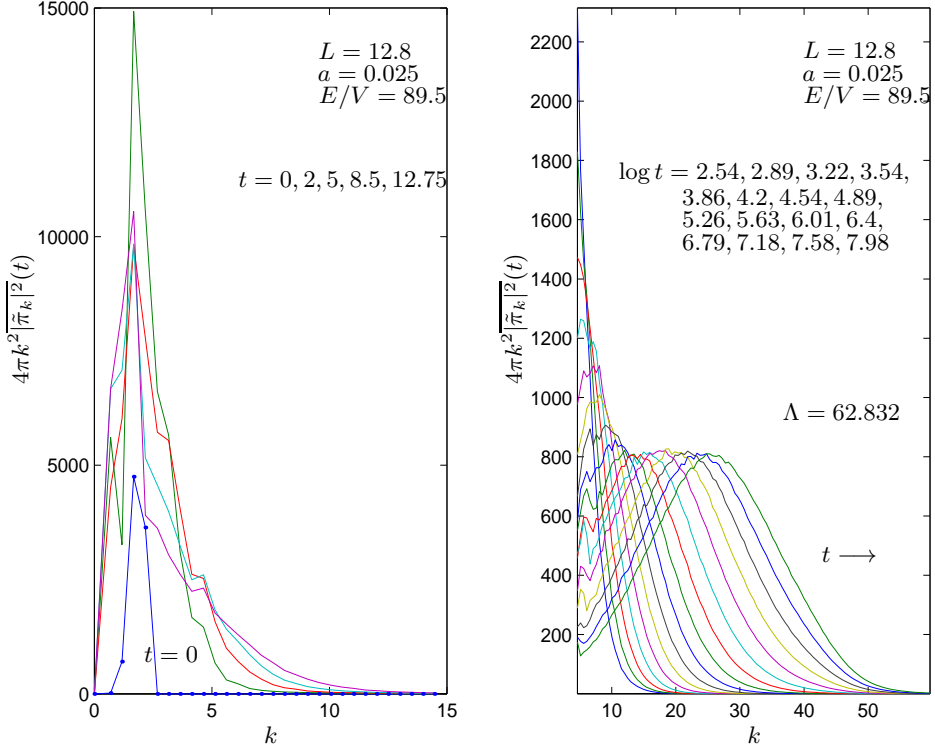 15000
10000
5000
0
0
5
10
15
k
4πk²|π̃ₖ|²(t)
L = 12.8
a = 0.025
E/V = 89.5
t = 0, 2, 5, 8.5, 12.75
t = 0
2200
2000
1800
1600
1400
1200
1000
800
600
400
200
10
20
30
40
50
k
4πk²|π̃ₖ|²(t)
L = 12.8
a = 0.025
E/V = 89.5
log t = 2.54, 2.89, 3.22, 3.54,
3.86, 4.2, 4.54, 4.89,
5.26, 5.63, 6.01, 6.4,
6.79, 7.18, 7.58, 7.98
Λ = 62.832
t ⟶